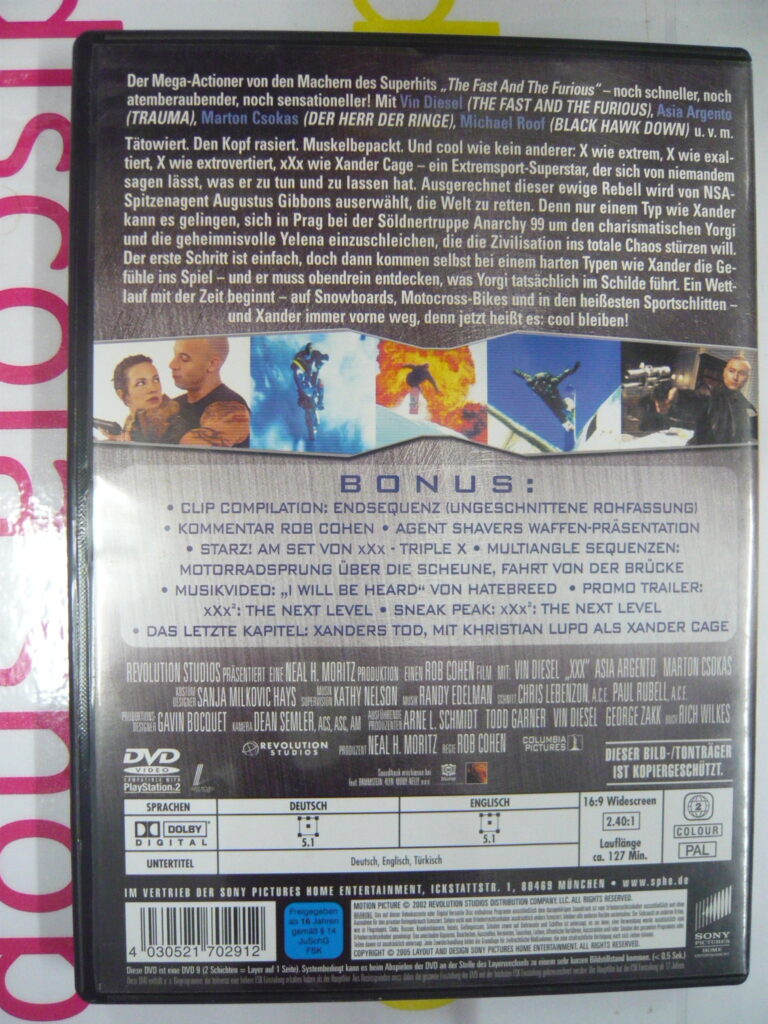 Der Mega-Actioner von den Machern des Superhits „The Fast And The Furious“ – noch schneller, noch
atemberaubender, noch sensationeller! Mit Vin Diesel (THE FAST AND THE FURIOUS), Asia Argento
(TRAUMA), Marton Csokas (DER HERR DER RINGE), Michael Roof (BLACK HAWK DOWN) u. v. m.
Tätowiert. Den Kopf rasiert. Muskelbepackt. Und cool wie kein anderer: X wie extrem, X wie exal-
tiert, X wie extrovertiert, xXx wie Xander Cage – ein Extremsport-Superstar, der sich von niemandem
sagen lässt, was er zu tun und zu lassen hat. Ausgerechnet dieser ewige Rebell wird von NSA-
Spitzenagent Augustus Gibbons auserwählt, die Welt zu retten. Denn nur einem Typ wie Xander
kann es gelingen, sich in Prag bei der Söldnertruppe Anarchy 99 um den charismatischen Yorgi
und die geheimnisvolle Yelena einzuschleichen, die die Zivilisation ins totale Chaos stürzen will.
Der erste Schritt ist einfach, doch dann kommen selbst bei einem harten Typen wie Xander die Ge-
fühle ins Spiel – und er muss obendrein entdecken, was Yorgi tatsächlich im Schilde führt. Ein Wett-
lauf mit der Zeit beginnt – auf Snowboards, Motocross-Bikes und in den heißesten Sportschlitten –
und Xander immer vorne weg, denn jetzt heißt es: cool bleiben!
BONUS:
• CLIP COMPILATION: ENDSEQUENZ (UNGESCHNITTENE ROHFASSUNG)
• KOMMENTAR ROB COHEN • AGENT SHAVERS WAFFEN-PRÄSENTATION
• STARZ! AM SET VON xXx - TRIPLE X • MULTIANGLE SEQUENZEN:
MOTORRADSPRUNG ÜBER DIE SCHEUNE, FAHRT VON DER BRÜCKE
• MUSIKVIDEO: „I WILL BE HEARD“ VON HATEBREED • PROMO TRAILER:
xXx²: THE NEXT LEVEL • SNEAK PEAK: xXx²: THE NEXT LEVEL
• DAS LETZTE KAPITEL: XANDERS TOD, MIT KHRISTIAN LUPO ALS XANDER CAGE
REVOLUTION STUDIOS PRÄSENTIERT EINE NEAL H. MORITZ PRODUKTION EINEN ROB COHEN FILM MIT: VIN DIESEL „XXX“ ASIA ARGENTO MARTON CSOKAS
KOSTÜM DESIGNER SANJA MILKOVIC HAYS MUSIK SUPERVISION KATHY NELSON MUSIK RANDY EDELMAN SCHNITT CHRIS LEBENZON, A.C.E. PAUL RUBELL, A.C.E.
PRODUKTIONS-DESIGNER GAVIN BOCQUET KAMERA DEAN SEMLER, ACS, ASC, AM AUSFÜHRENDE PRODUZENTEN ARNE L. SCHMIDT TODD GARNER VIN DIESEL GEORGE ZAKK BUCH RICH WILKES
REVOLUTION STUDIOS PRODUZENT NEAL H. MORITZ REGIE ROB COHEN COLUMBIA PICTURES
DVD VIDEO
COMPATIBLE WITH PlayStation.2
Soundtrack erschienen bei
DIESER BILD-/TONTRÄGER
IST KOPIERGESCHÜTZT.
SPRACHEN DEUTSCH ENGLISCH
DOLBY DIGITAL 5.1 5.1
UNTERTITEL Deutsch, Englisch, Türkisch
16:9 Widescreen
2.40:1
Lauflänge
ca. 127 Min.
2
COLOUR
PAL
IM VERTRIEB DER SONY PICTURES HOME ENTERTAINMENT, ICKSTATTSTR. 1, 80469 MÜNCHEN • www.sphe.de
4 030521 702912
Freigegeben
ab 16 Jahren
gemäß § 14
JuSchG
FSK
MOTION PICTURE © 2002 REVOLUTION STUDIOS DISTRIBUTION COMPANY, LLC. ALL RIGHTS RESERVED.
COPYRIGHT © 2005 LAYOUT AND DESIGN SONY PICTURES HOME ENTERTAINMENT. ALL RIGHTS RESERVED.
SONY
PICTURES
HOME
Diese DVD ist eine DVD 9 (2 Schichten = Layer auf 1 Seite). Systembedingt kann es beim Abspielen der DVD an der Stelle des Layerwechsels zu einem sehr kurzen Bildstillstand kommen. (< 0,5 Sek.)